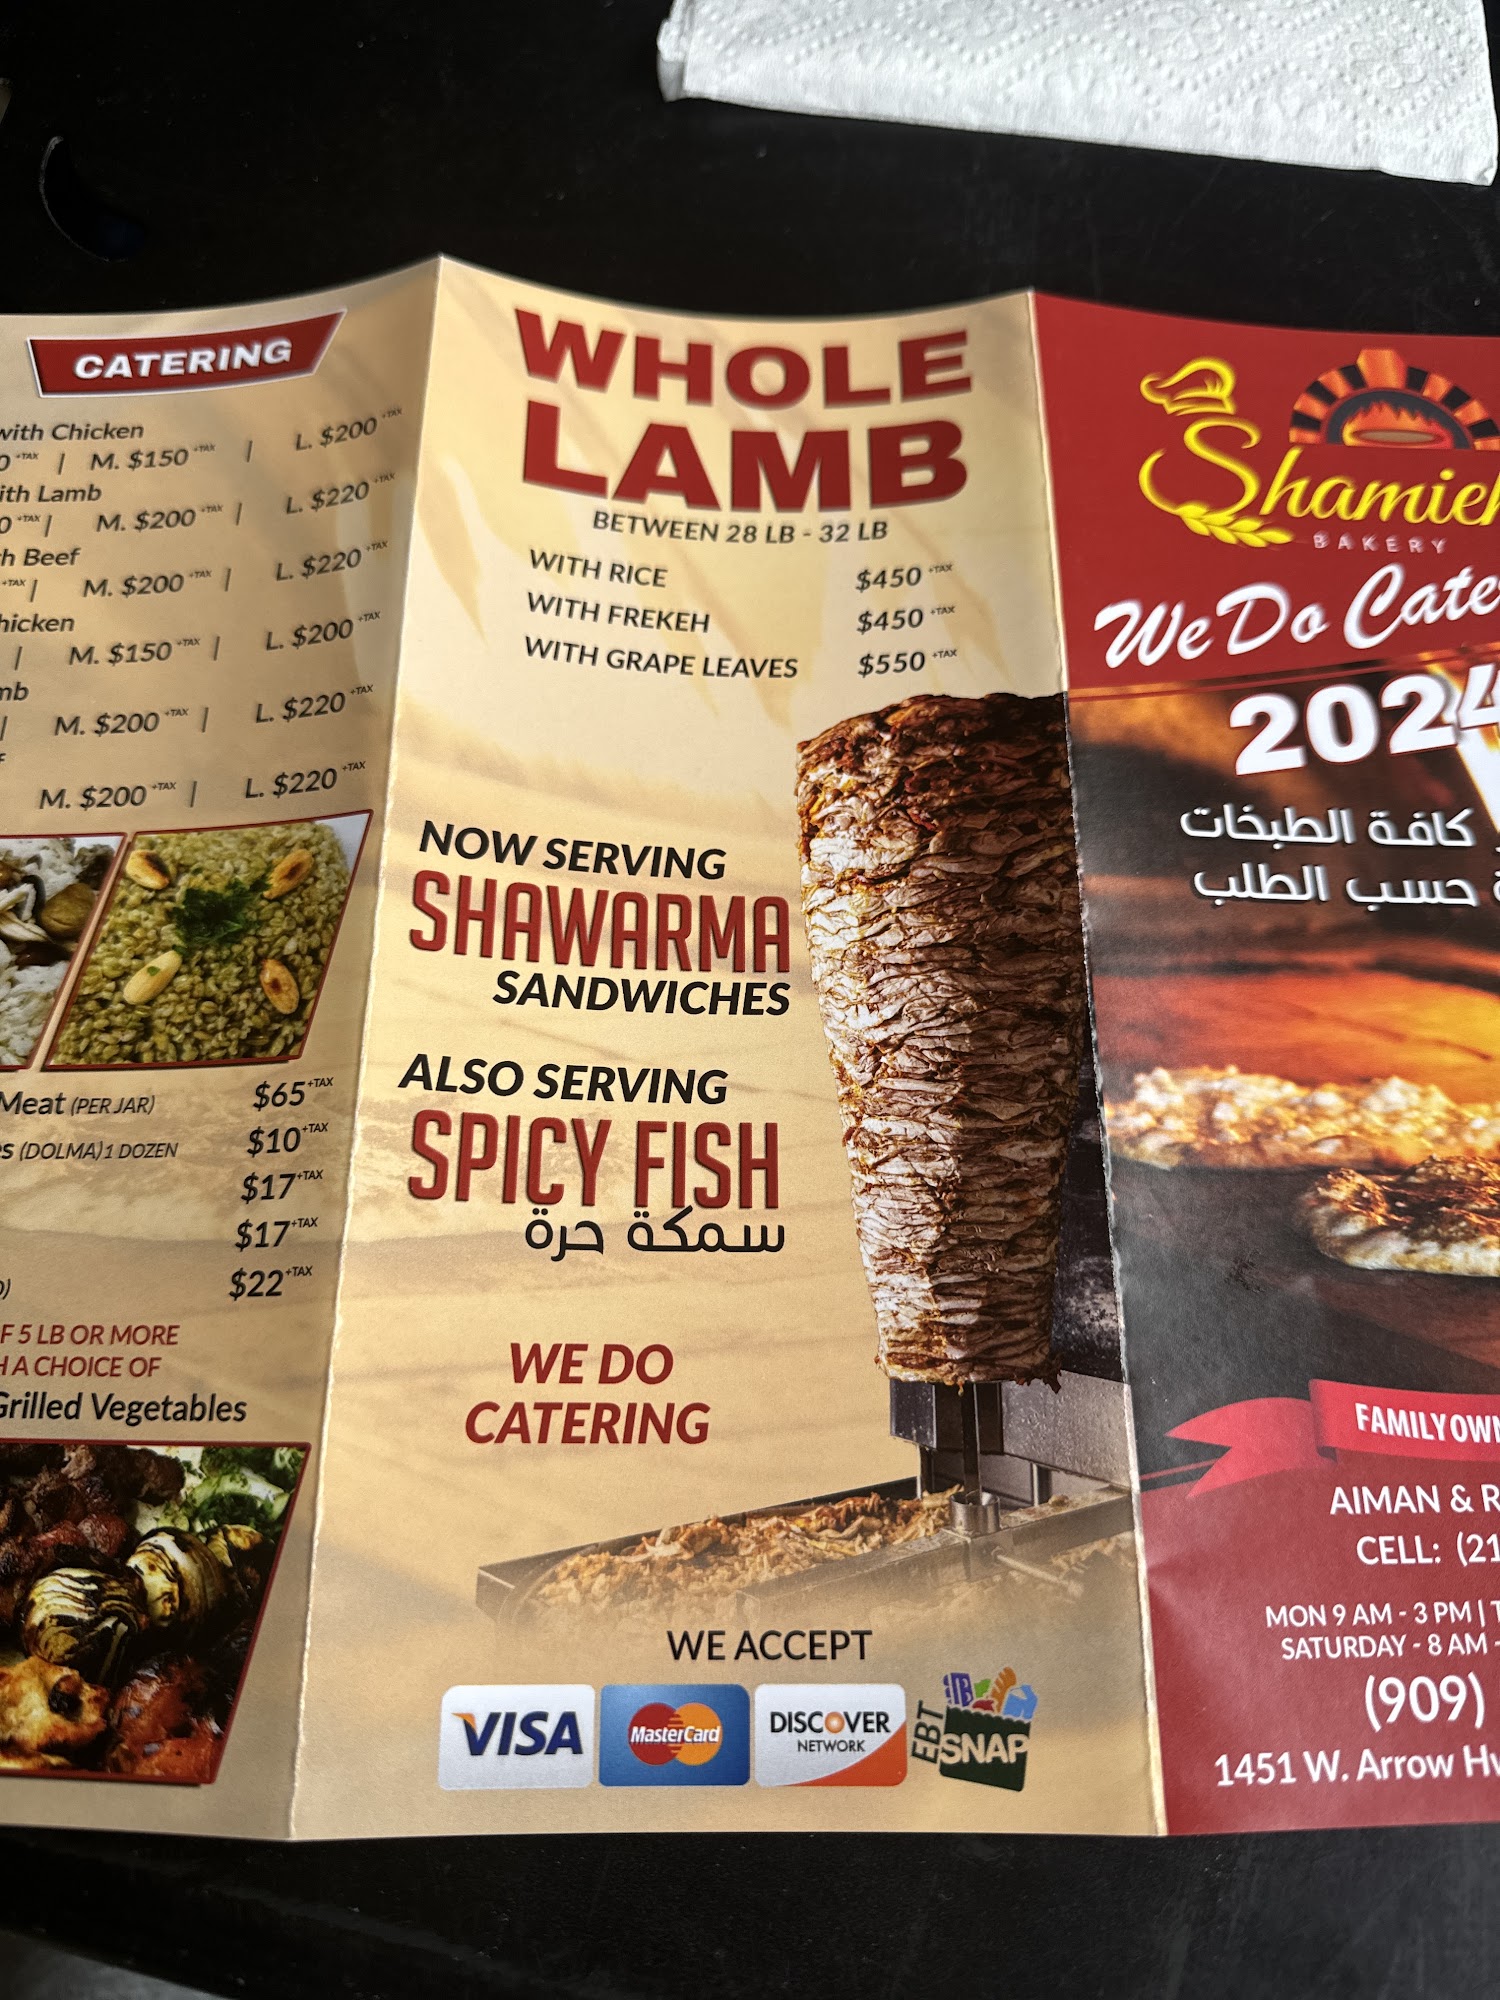 CATERING
with Chicken
M. $150 +TAX | L. $200 +TAX
with Lamb
M. $200 +TAX | L. $220 +TAX
Beef
+TAX | M. $200 +TAX | L. $220 +TAX
| M. $150 +TAX | L. $200 +TAX
| M. $200 +TAX | L. $220 +TAX
M. $200 +TAX | L. $220 +TAX
Meat (PER JAR) $65 +TAX
(DOLMA) 1 DOZEN $10 +TAX
$17 +TAX
$17 +TAX
$22 +TAX
5 LB OR MORE
A CHOICE OF
Grilled Vegetables
WHOLE
LAMB
BETWEEN 28 LB - 32 LB
WITH RICE $450 +TAX
WITH FREKEH $450 +TAX
WITH GRAPE LEAVES $550 +TAX
NOW SERVING
SHAWARMA
SANDWICHES
ALSO SERVING
SPICY FISH
سمكة حرة
WE DO
CATERING
WE ACCEPT
VISA
MasterCard
DISCOVER
NETWORK
EBT
SNAP
Shamieh
BAKERY
We Do
2024
كافة الطبخات
حسب الطلب
FAMILY
AIMAN &
CELL: (21
MON 9 AM - 3 PM |
SATURDAY - 8 AM -
(909)
1451 W. Arrow